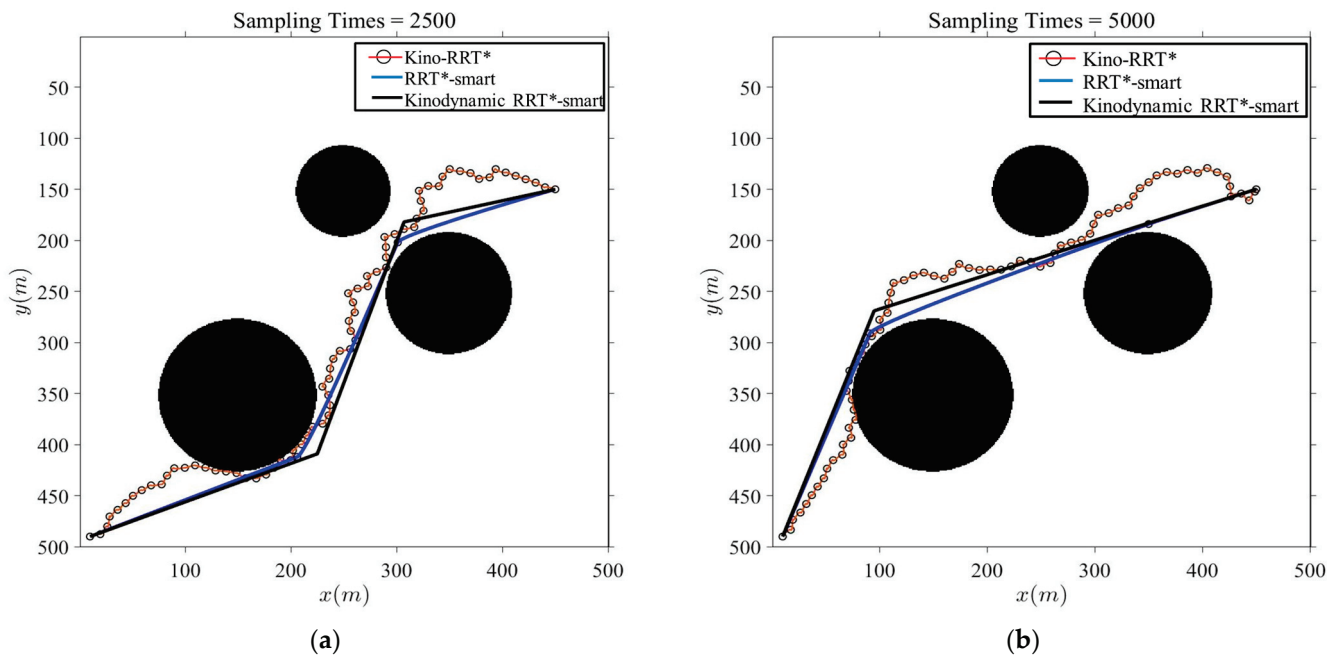 Sampling Times = 2500
Kino-RRT*
RRT*-smart
Kinodynamic RRT*-smart
50
100
150
200
250
300
350
400
450
500
y(m)
100
200
300
400
500
x(m)
(a)
Sampling Times = 5000
Kino-RRT*
RRT*-smart
Kinodynamic RRT*-smart
50
100
150
200
250
300
350
400
450
500
y(m)
100
200
300
400
500
x(m)
(b)